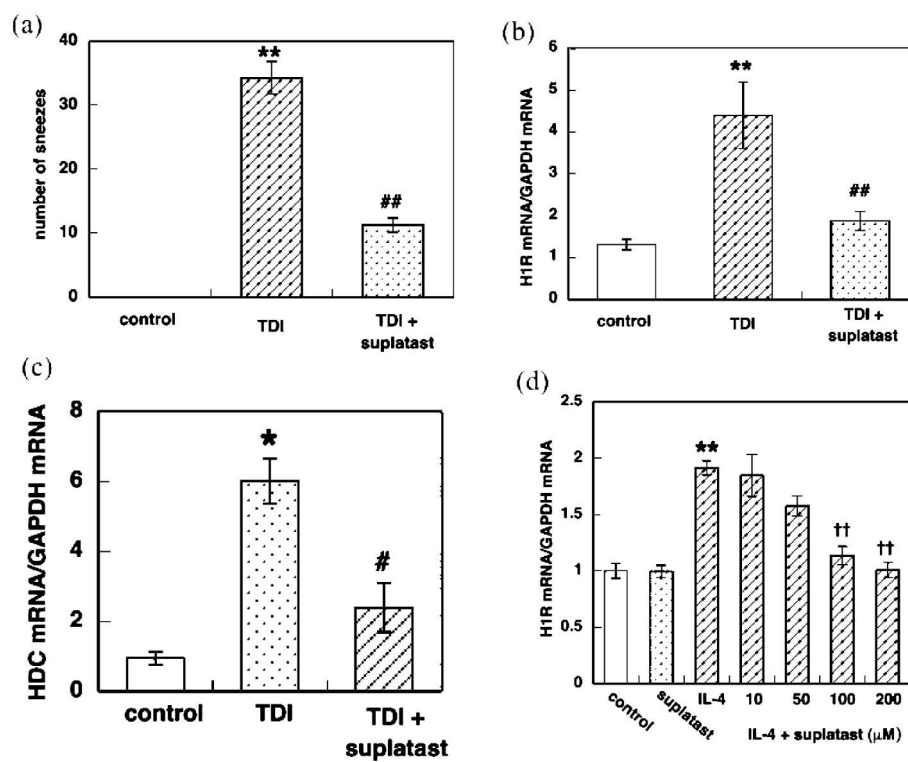 (a)
number of sneezes
40
30
20
10
0
**
##
control
TDI
TDI +
suplatast
(b)
H1R mRNA/GAPDH mRNA
6
5
4
3
2
1
0
**
##
control
TDI
TDI +
suplatast
(c)
HDC mRNA/GAPDH mRNA
8
6
4
2
0
*
#
control
TDI
TDI +
suplatast
(d)
H1R mRNA/GAPDH mRNA
2.5
2
1.5
1
0.5
0
**
††
††
control
suplatast
IL-4
10
50
100
200
IL-4 + suplatast (μM)